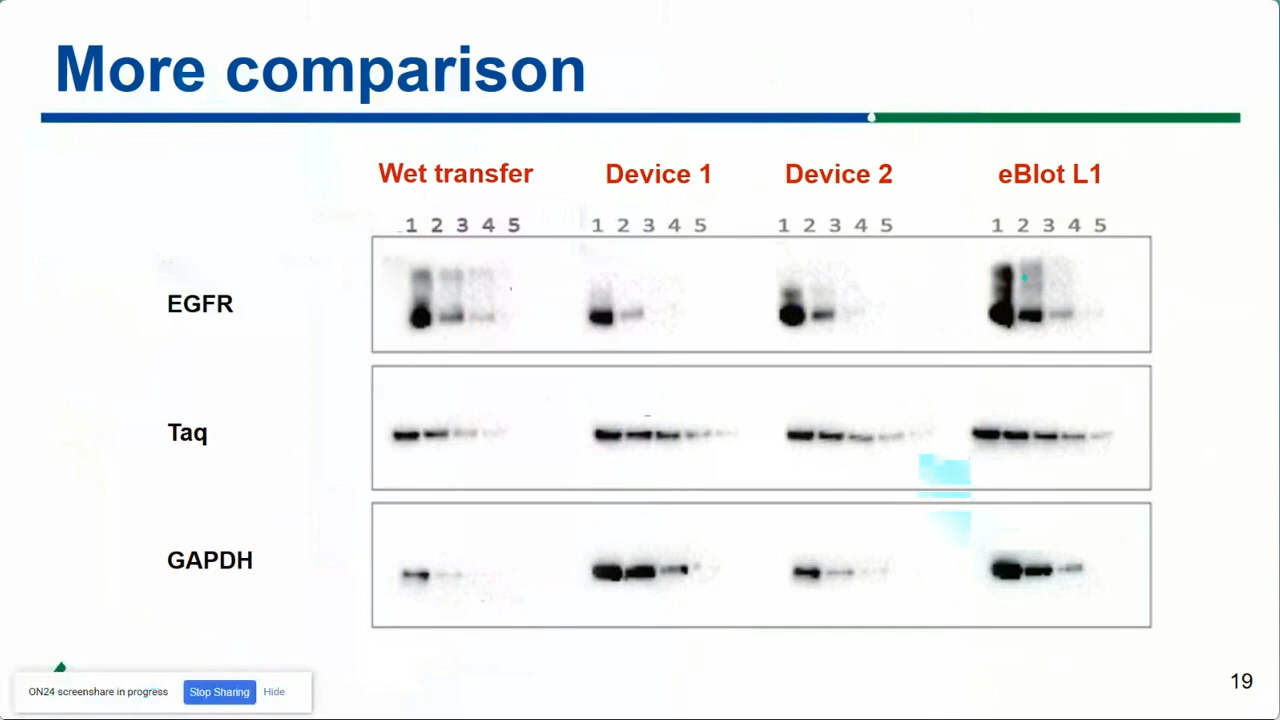 More comparison
Wet transfer Device 1 Device 2 eBlot L1
1 2 3 4 5 1 2 3 4 5 1 2 3 4 5 1 2 3 4 5
EGFR
Taq
GAPDH
19
ON24 screenshare in progress Stop Sharing Hide